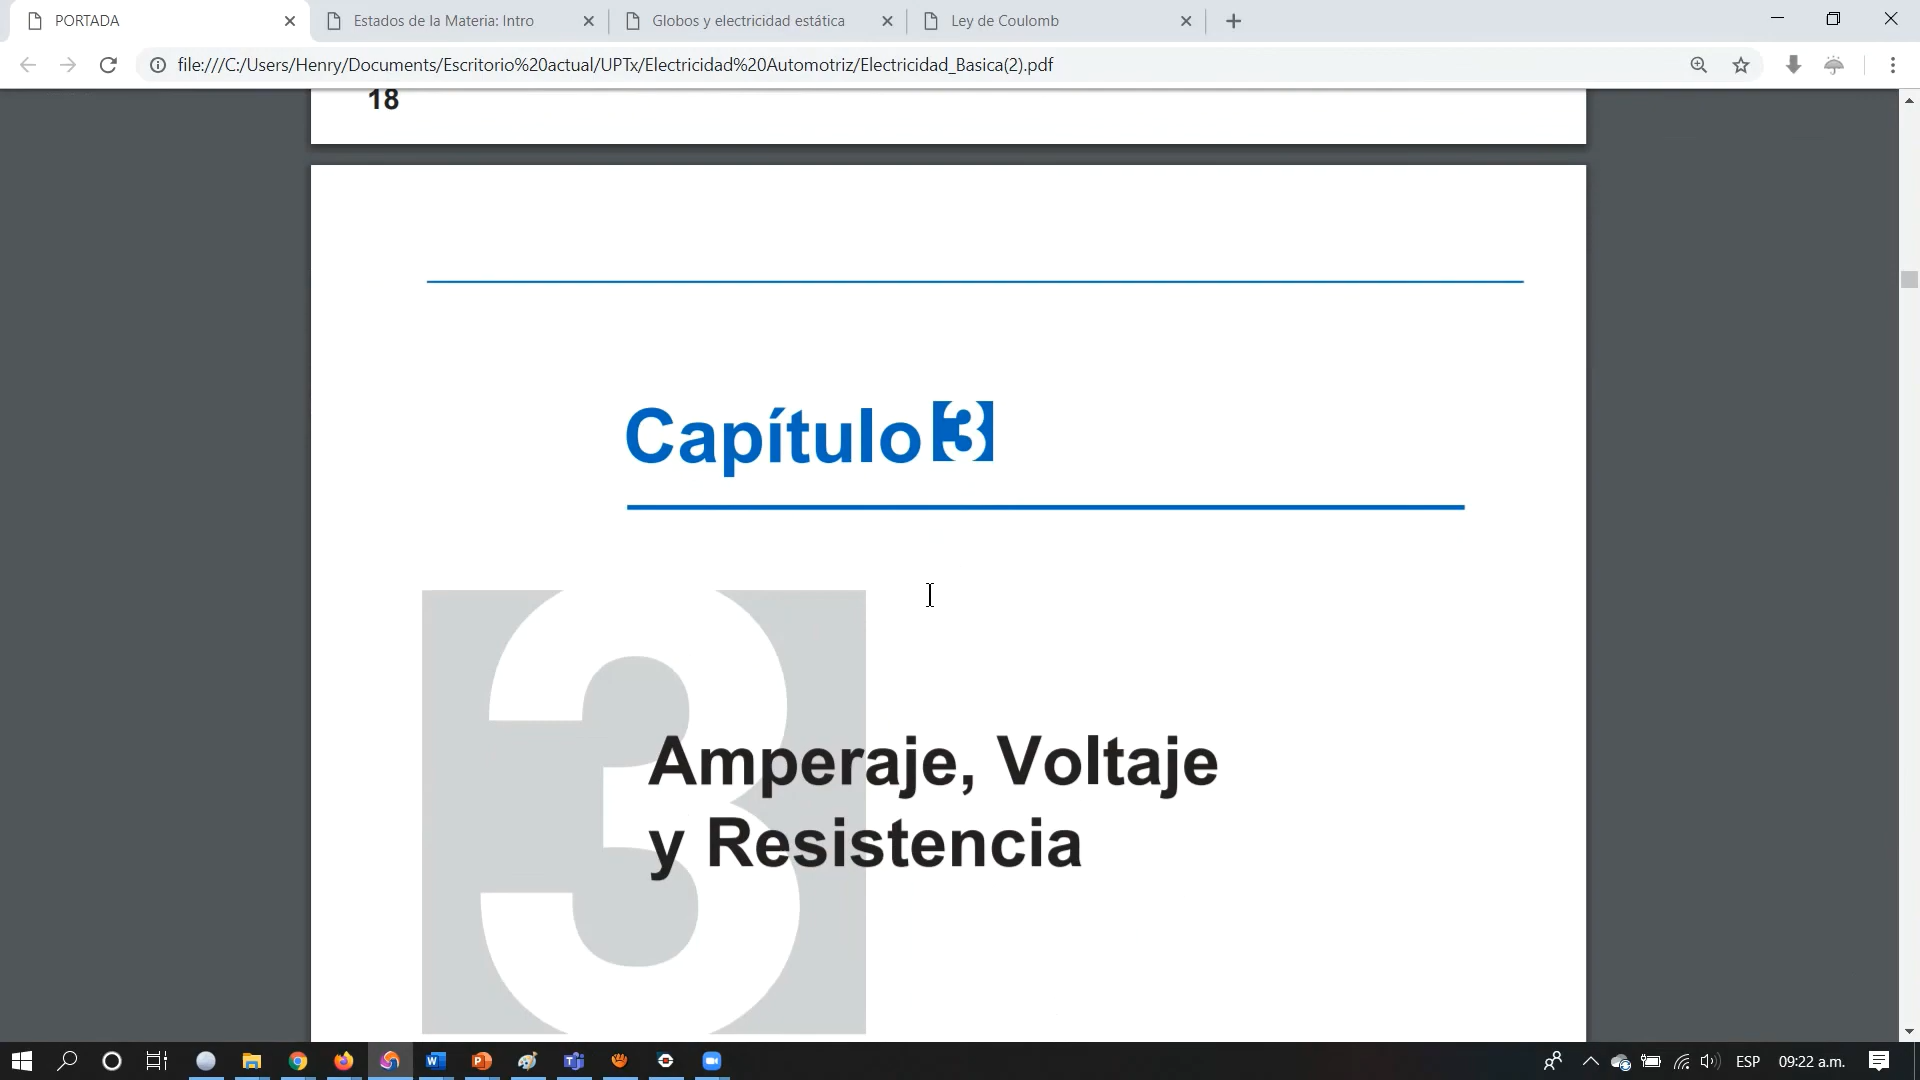 PORTADA
Estados de la Materia: Intro
Globos y electricidad estática
Ley de Coulomb
file:///C:/Users/Henry/Documents/Escritorio%20actual/UPTx/Electricidad%20Automotriz/Electricidad_Basica(2).pdf
18
Capítulo 3
3
Amperaje, Voltaje
y Resistencia
ESP
09:22 a.m.